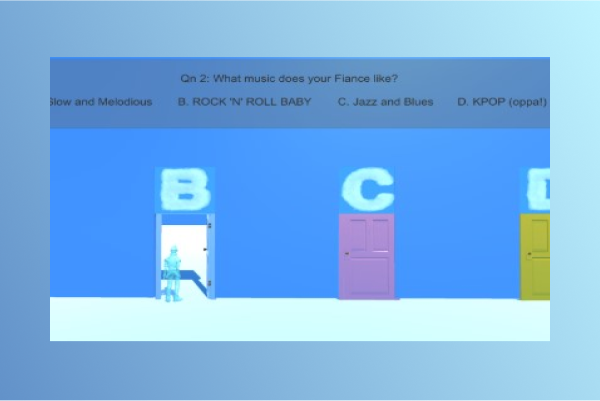 Qn 2: What music does your Fiance like?
Slow and Melodious B. ROCK 'N' ROLL BABY C. Jazz and Blues D. KPOP (oppa!)
B C D